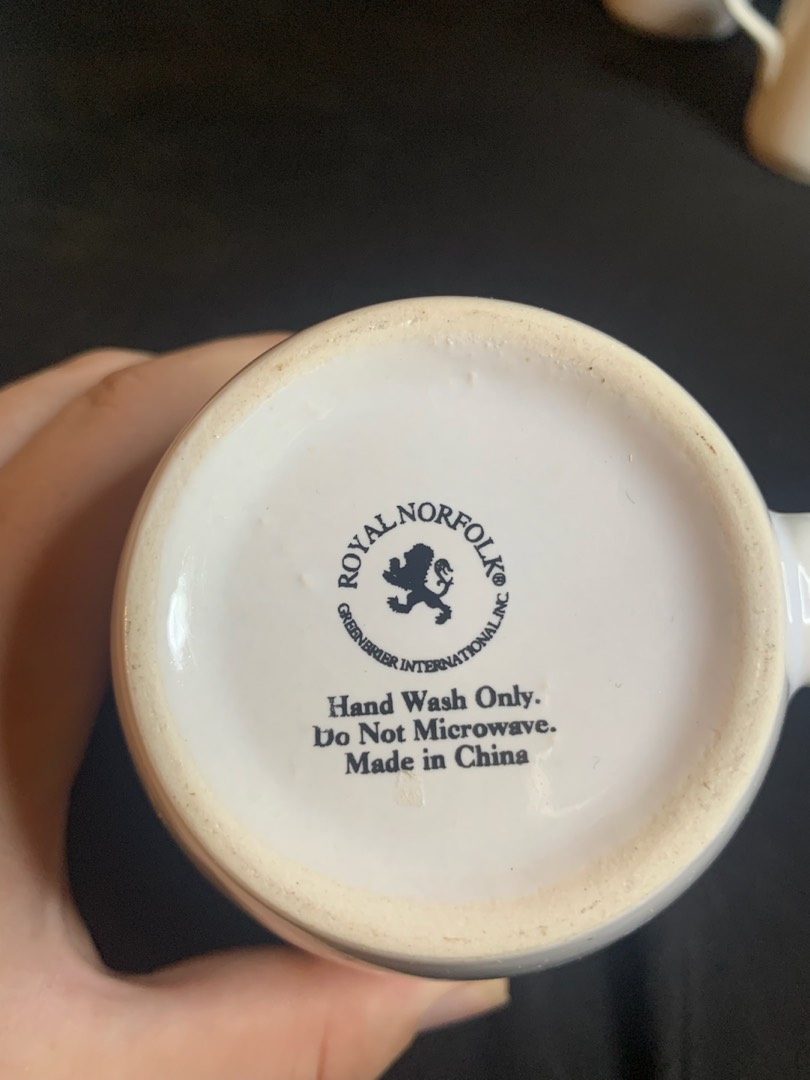 ROYAL NORFOLK®
GREENBRIER INTERNATIONAL, INC
Hand Wash Only.
Do Not Microwave.
Made in China